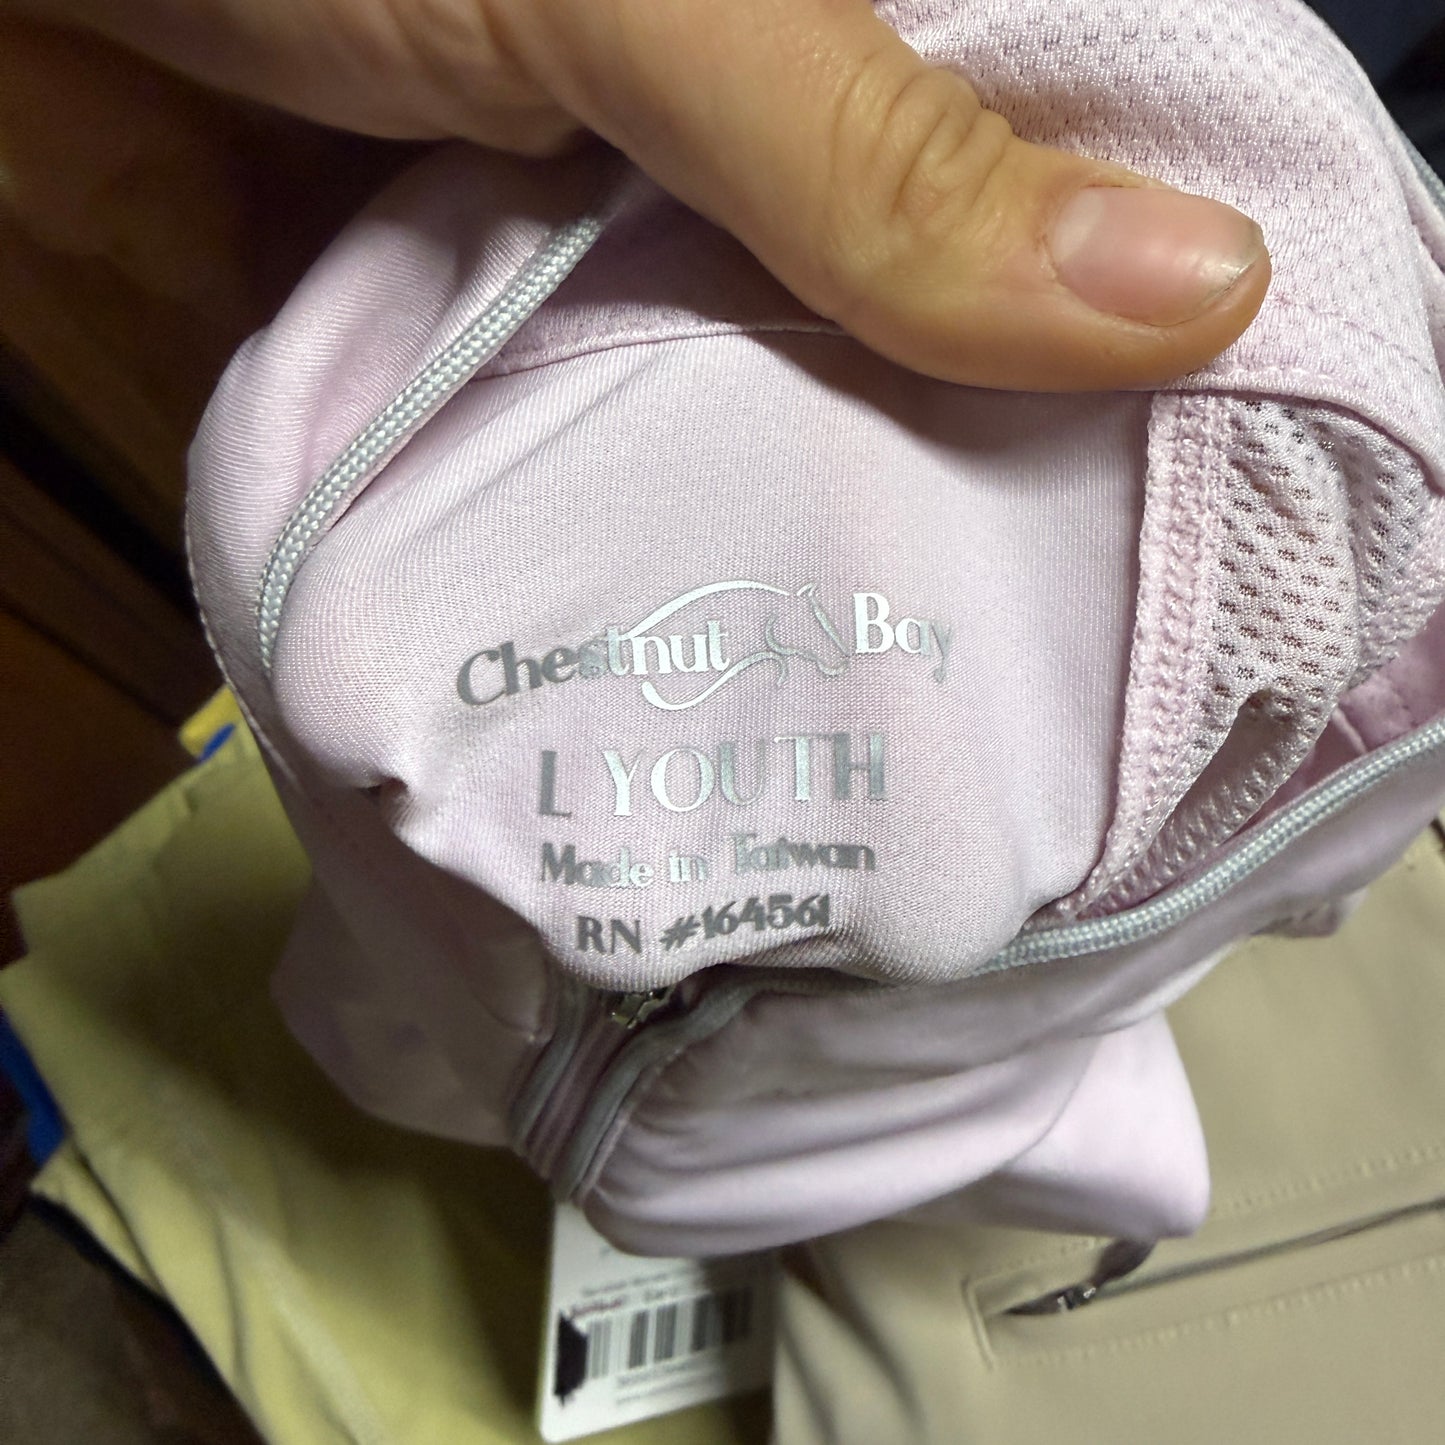 Chestnut Bay
L YOUTH
Made in Taiwan
RN #164561